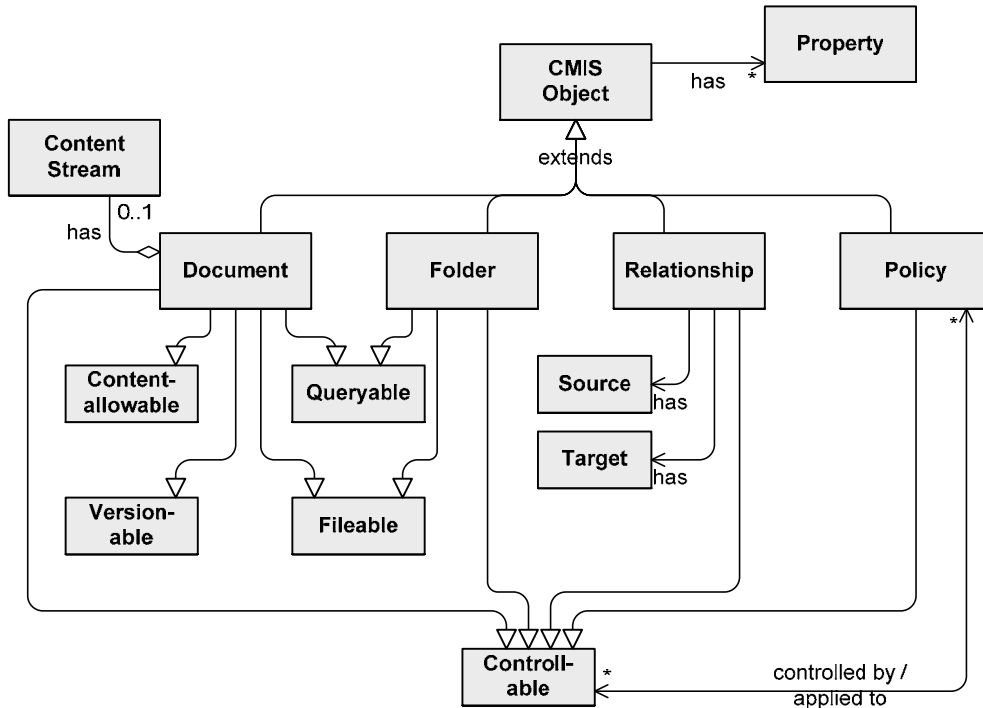 Property
CMIS
Object
has
*
Content
Stream
extends
0..1
has
Document
Folder
Relationship
Policy
*
Content-
allowable
Queryable
Source
has
Target
has
Version-
able
Fileable
Controll-
able
*
controlled by /
applied to